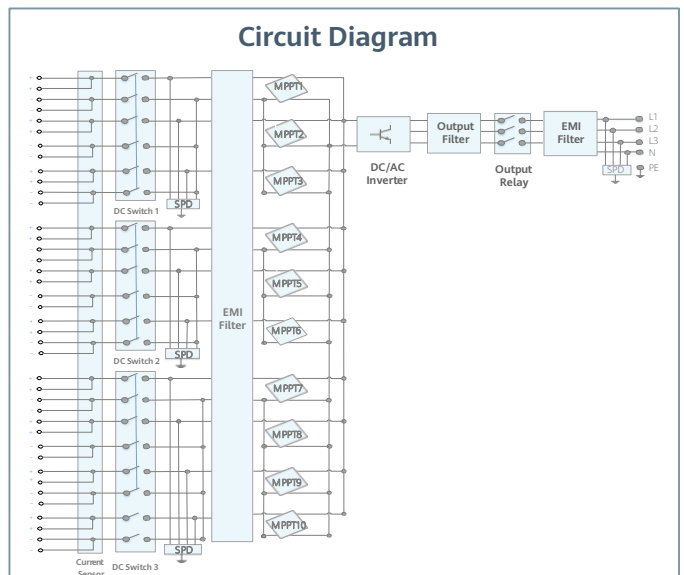 Circuit Diagram
MPPT1
MPPT2
MPPT3
MPPT4
MPPT5
MPPT6
MPPT7
MPPT8
MPPT9
MPPT10
SPD
DC Switch 1
SPD
DC Switch 2
SPD
DC Switch 3
Current
Sensor
EMI
Filter
DC/AC
Inverter
Output
Filter
Output
Relay
EMI
Filter
SPD
L1
L2
L3
N
PE